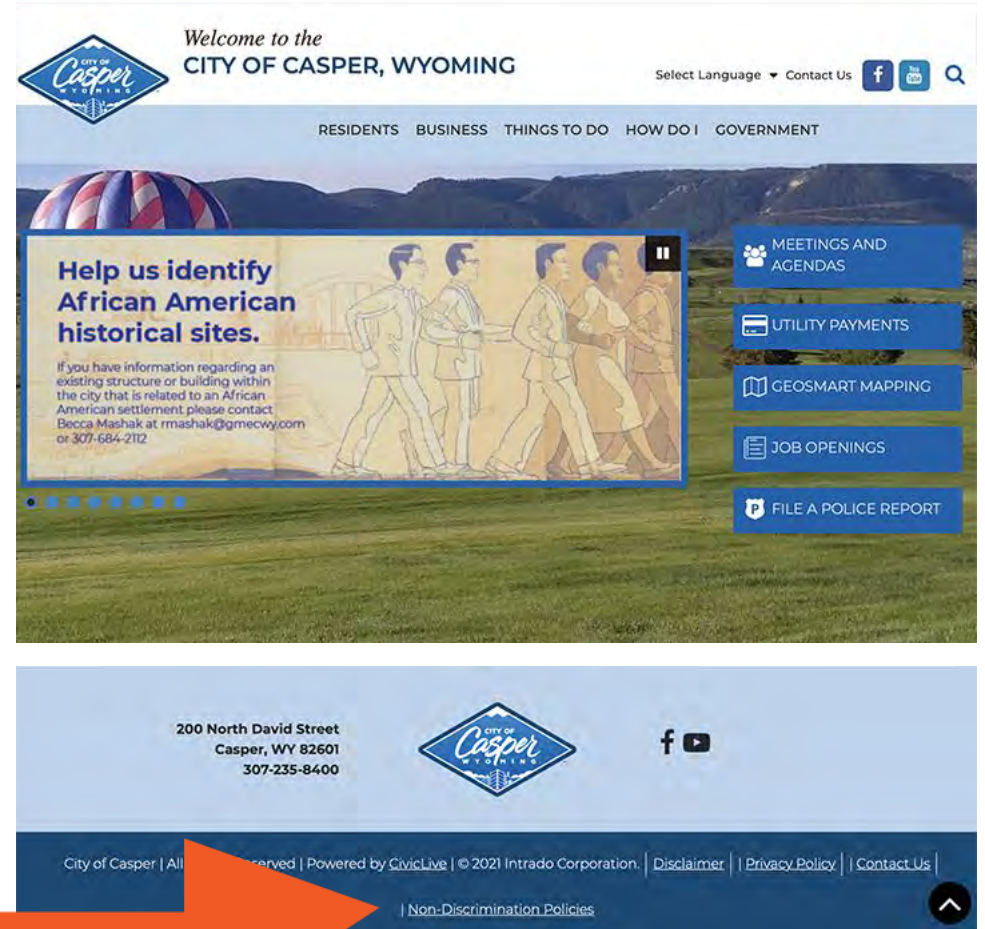 CITY OF
Casper
WYOMING
Welcome to the
CITY OF CASPER, WYOMING
Select Language Contact Us f You Tube
RESIDENTS BUSINESS THINGS TO DO HOW DO I GOVERNMENT
Help us identify
African American
historical sites.
If you have information regarding an
existing structure or building within
the city that is related to an African
American settlement please contact
Becca Mashak at rmashak@gmecwy.com
or 307-684-2112
MEETINGS AND
AGENDAS
UTILITY PAYMENTS
GEOSMART MAPPING
JOB OPENINGS
P FILE A POLICE REPORT
200 North David Street
Casper, WY 82601
307-235-8400
CITY OF
Casper
WYOMING
f
City of Casper | All served | Powered by CivicLive | © 2021 Intrado Corporation. | Disclaimer | | Privacy Policy | | Contact Us |
| Non-Discrimination Policies